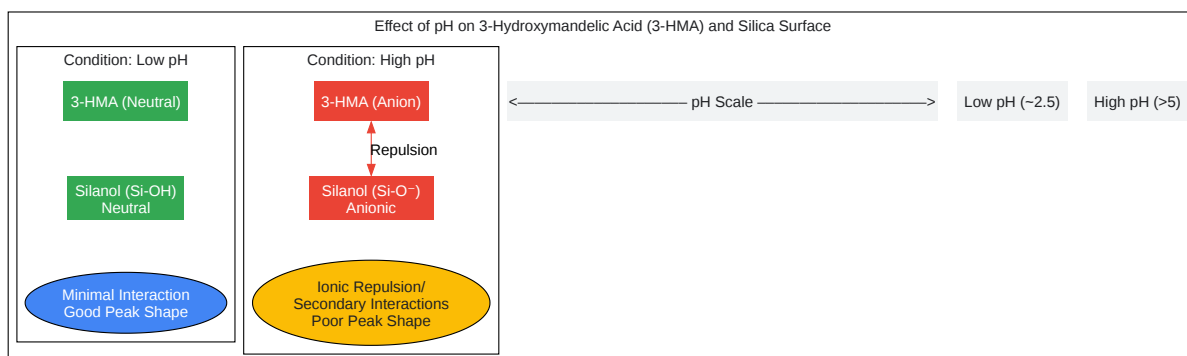 Effect of pH on 3-Hydroxymandelic Acid (3-HMA) and Silica Surface
Condition: Low pH
3-HMA (Neutral)
Silanol (Si-OH)
Neutral
Minimal Interaction
Good Peak Shape
Condition: High pH
3-HMA (Anion)
Repulsion
Silanol (Si-O⁻)
Anionic
Ionic Repulsion/
Secondary Interactions
Poor Peak Shape
<——————————— pH Scale ———————————>
Low pH (~2.5)
High pH (>5)